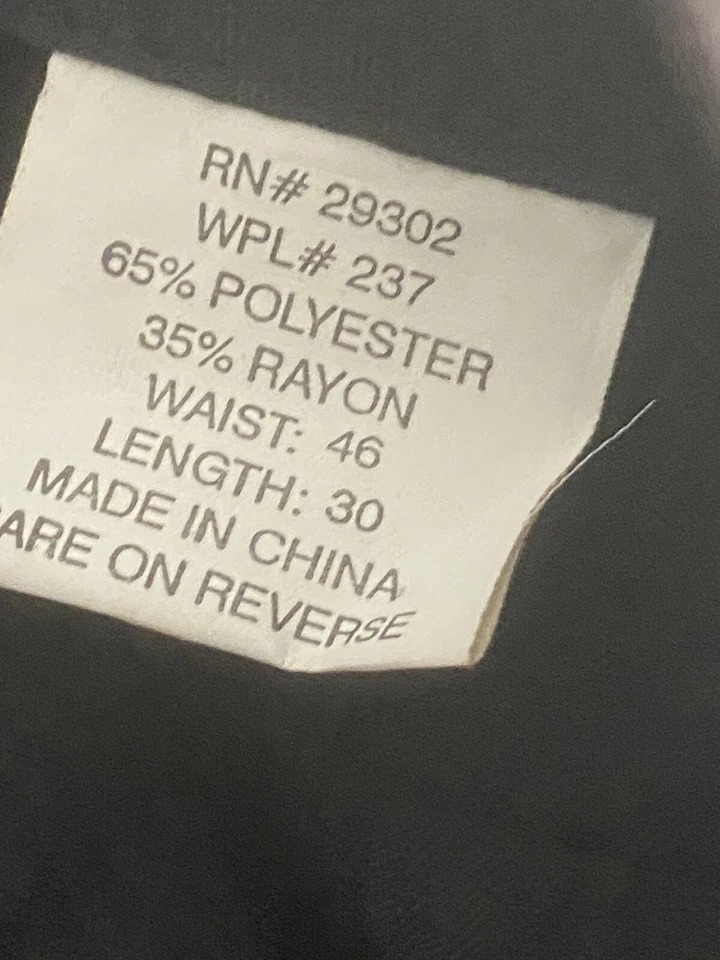 RN# 29302
WPL# 237
65% POLYESTER
35% RAYON
WAIST: 46
LENGTH: 30
MADE IN CHINA
ARE ON REVERSE